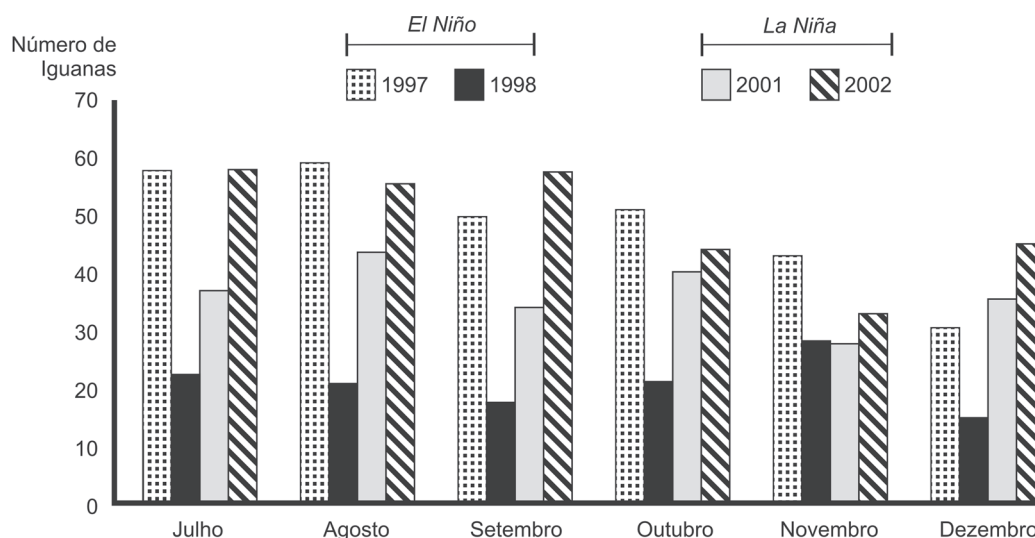 El Niño
La Niña
Número de
Iguanas
1997
1998
2001
2002
70
60
50
40
30
20
10
0
Julho
Agosto
Setembro
Outubro
Novembro
Dezembro